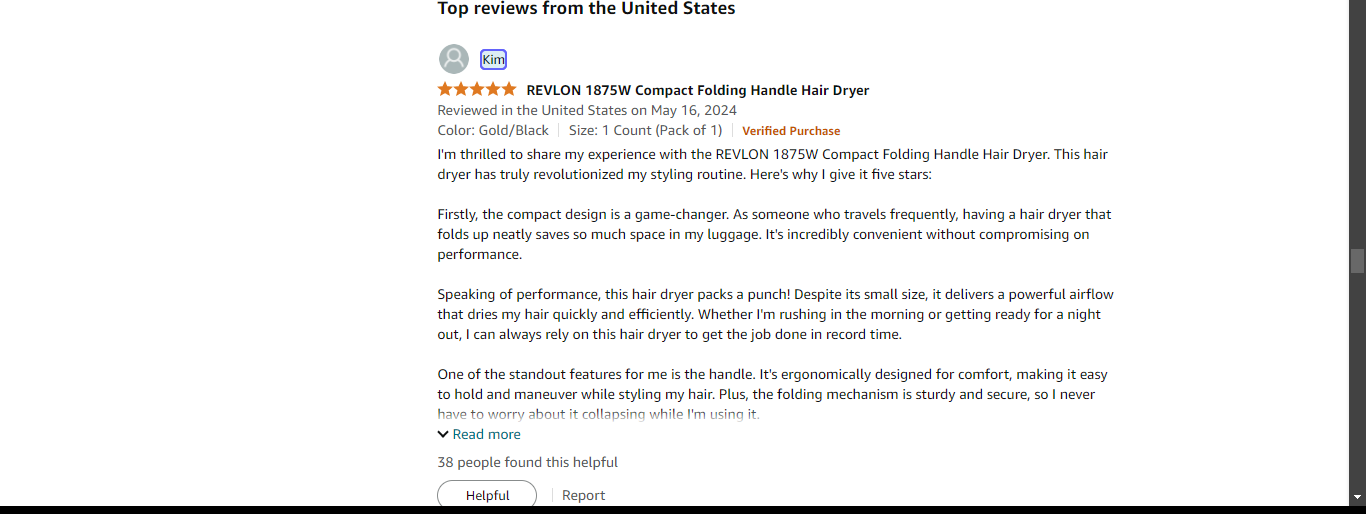 Top reviews from the United States
Kim
REVLON 1875W Compact Folding Handle Hair Dryer
Reviewed in the United States on May 16, 2024
Color: Gold/Black Size: 1 Count (Pack of 1) Verified Purchase
I'm thrilled to share my experience with the REVLON 1875W Compact Folding Handle Hair Dryer. This hair
dryer has truly revolutionized my styling routine. Here's why I give it five stars:
Firstly, the compact design is a game-changer. As someone who travels frequently, having a hair dryer that
folds up neatly saves so much space in my luggage. It's incredibly convenient without compromising on
performance.
Speaking of performance, this hair dryer packs a punch! Despite its small size, it delivers a powerful airflow
that dries my hair quickly and efficiently. Whether I'm rushing in the morning or getting ready for a night
out, I can always rely on this hair dryer to get the job done in record time.
One of the standout features for me is the handle. It's ergonomically designed for comfort, making it easy
to hold and maneuver while styling my hair. Plus, the folding mechanism is sturdy and secure, so I never
have to worry about it collapsing while I'm using it.
Read more
38 people found this helpful
Helpful Report